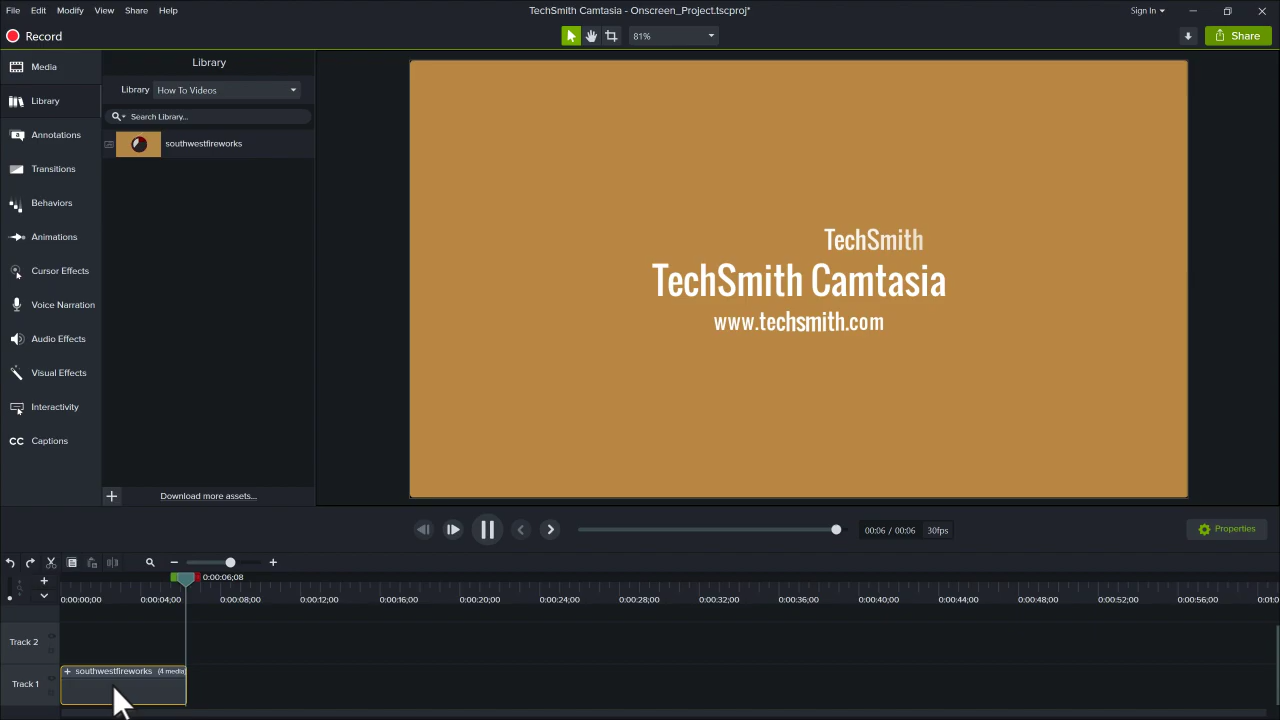 File Edit Modify View Share Help
TechSmith Camtasia - Onscreen_Project.tscproj*
Sign In
Record
81%
Share
Media
Library
Annotations
Transitions
Behaviors
Animations
Cursor Effects
Voice Narration
Audio Effects
Visual Effects
Interactivity
CC Captions
Library
Library How To Videos
Search Library...
southwestfireworks
Download more assets...
TechSmith
TechSmith Camtasia
www.techsmith.com
00:06 / 00:06 30fps
Properties
0:00:06;08
0:00:00;00 0:00:04;00 0:00:08;00 0:00:12;00 0:00:16;00 0:00:20;00 0:00:24;00 0:00:28;00 0:00:32;00 0:00:36;00 0:00:40;00 0:00:44;00 0:00:48;00 0:00:52;00 0:00:56;00 0:01:0
Track 2
Track 1
southwestfireworks (4 media)